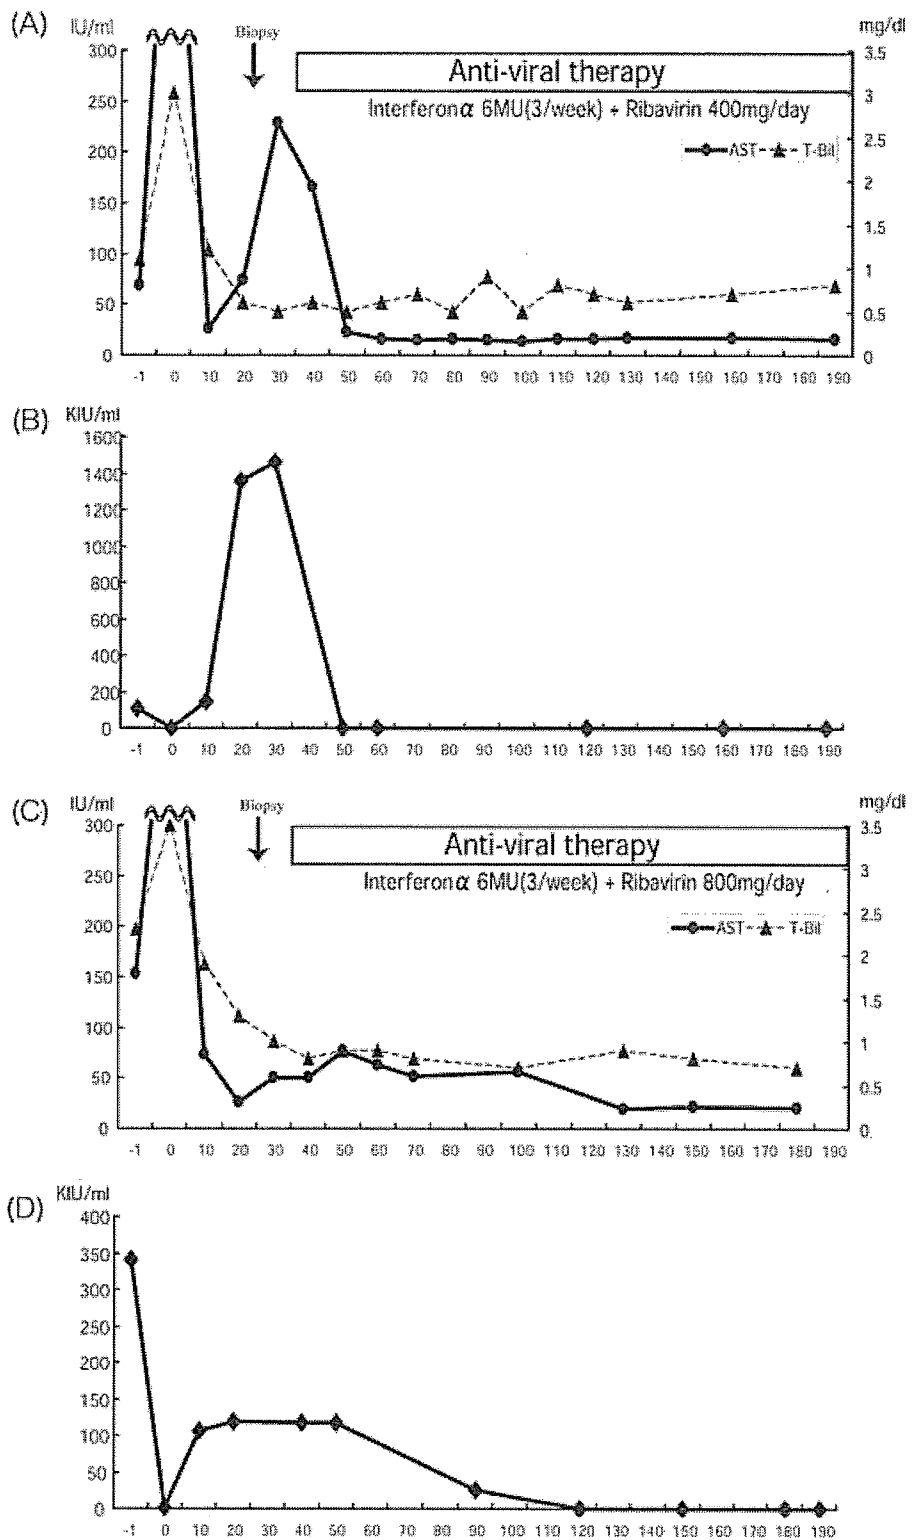 (A)
IU/ml
Biopsy
mg/dl
300
250
200
150
100
50
0
3.5
3
2.5
2
1.5
1
0.5
0
Anti-viral therapy
Interferonα 6MU(3/week) + Ribavirin 400mg/day
AST T-Bil
-1 0 10 20 30 40 50 60 70 80 90 100 110 120 130 150 160 170 180 190
(B)
KIU/ml
1600
1400
1200
1000
800
600
400
200
0
-1 0 10 20 30 40 50 60 70 80 90 100 110 120 130 150 160 170 180 190
(C)
IU/ml
Biopsy
mg/dl
300
250
200
150
100
50
0
3.5
3
2.5
2
1.5
1
0.5
0.
Anti-viral therapy
Interferonα 6MU(3/week) + Ribavirin 800mg/day
AST T-Bil
-1 0 10 20 30 40 50 60 70 80 90 100 110 120 130 150 160 170 180 190
(D)
KIU/ml
400
350
300
250
200
150
100
50
0
-1 0 10 20 30 40 50 60 70 80 90 100 110 120 130 150 160 170 180 190